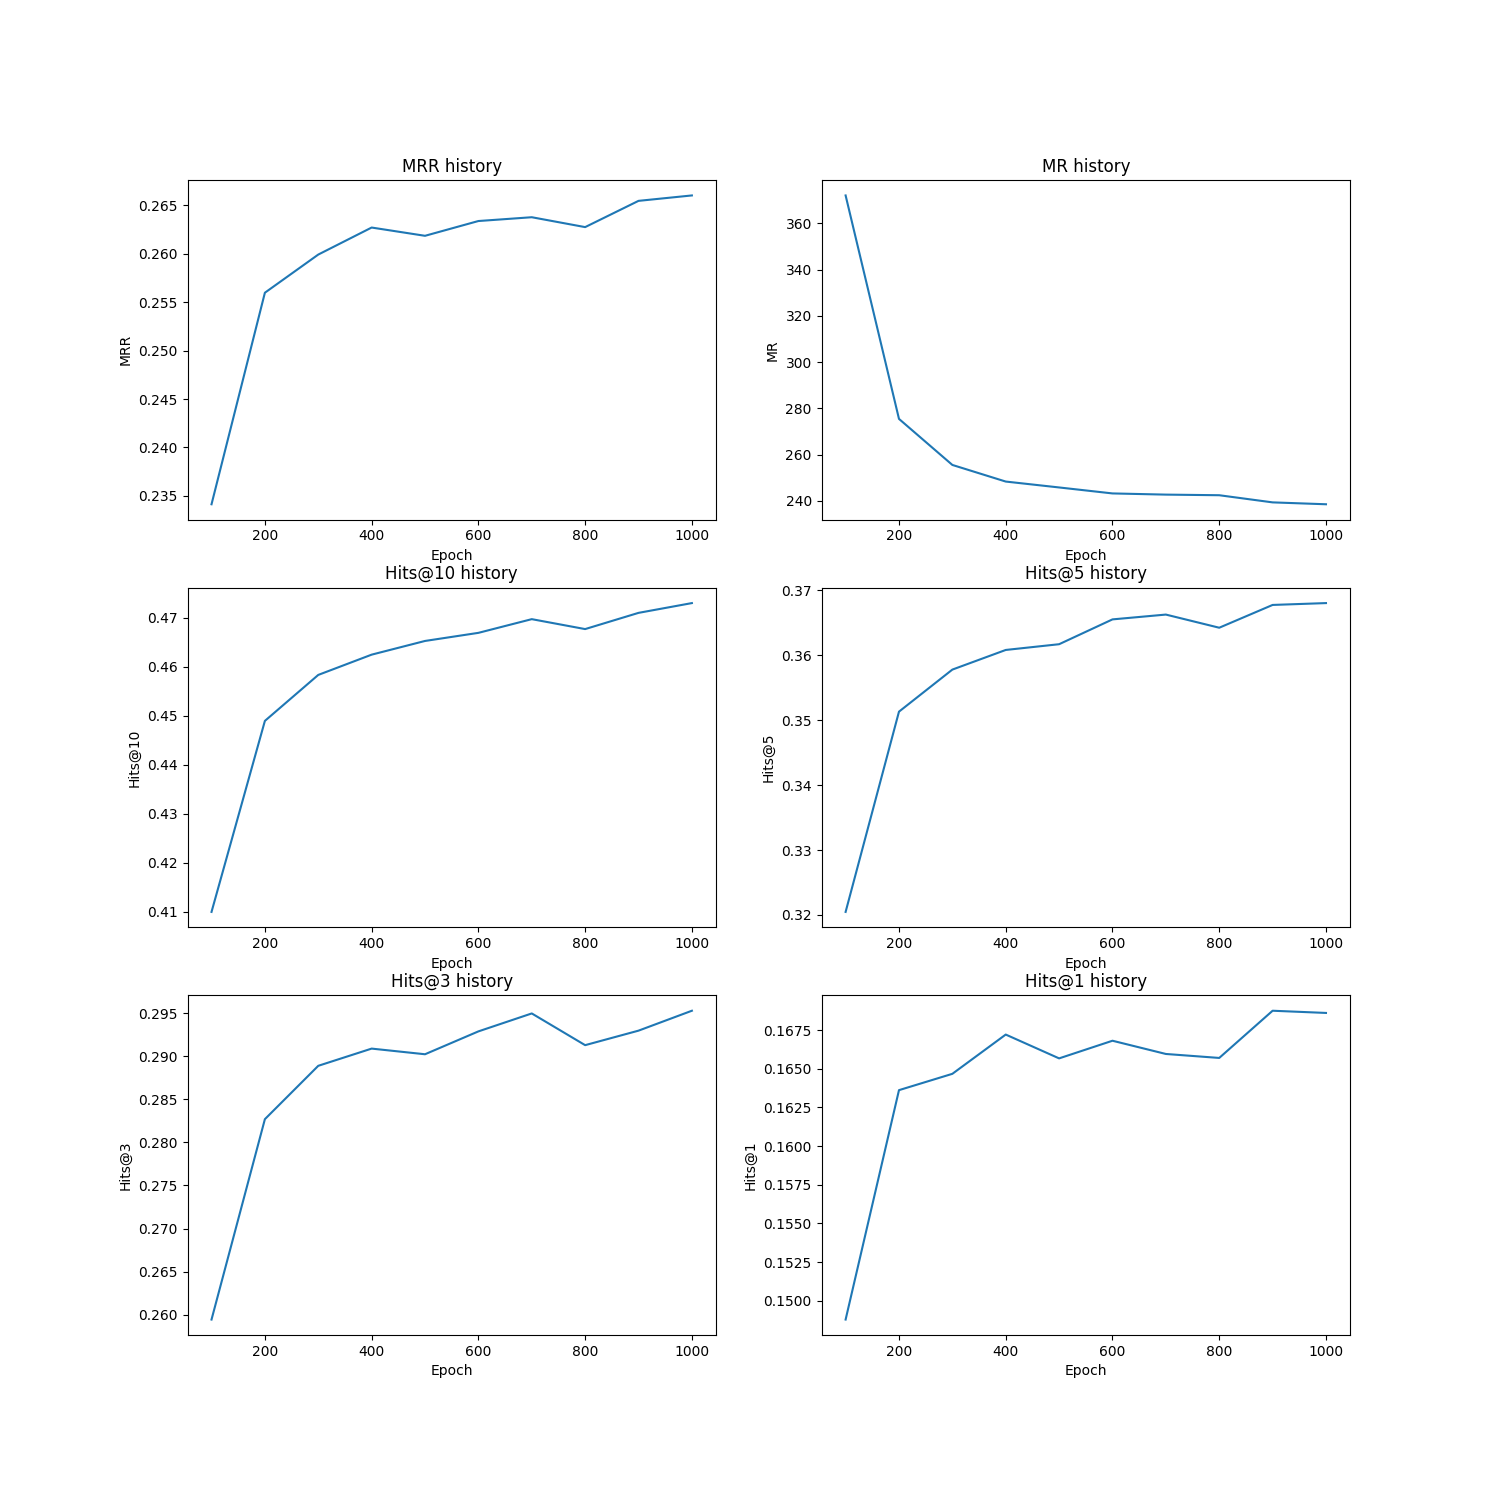 MRR history
MRR
0.265
0.260
0.255
0.250
0.245
0.240
0.235
200 400 600 800 1000
Epoch
MR history
MR
360
340
320
300
280
260
240
200 400 600 800 1000
Epoch
Hits@10 history
Hits@10
0.47
0.46
0.45
0.44
0.43
0.42
0.41
200 400 600 800 1000
Epoch
Hits@5 history
Hits@5
0.37
0.36
0.35
0.34
0.33
0.32
200 400 600 800 1000
Epoch
Hits@3 history
Hits@3
0.295
0.290
0.285
0.280
0.275
0.270
0.265
0.260
200 400 600 800 1000
Epoch
Hits@1 history
Hits@1
0.1675
0.1650
0.1625
0.1600
0.1575
0.1550
0.1525
0.1500
200 400 600 800 1000
Epoch